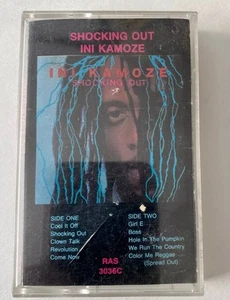 SHOCKING OUT
INI KAMOZE
INI KAMOZE
SHOCKING OUT
SIDE ONE
Cool It Off
Shocking Out
Clown Talk
Revolution
Come Now
SIDE TWO
Girl E
Boss
Hole In The Pumpkin
We Run The Country
Color Me Reggae
(Spread Out)
RAS
3036C